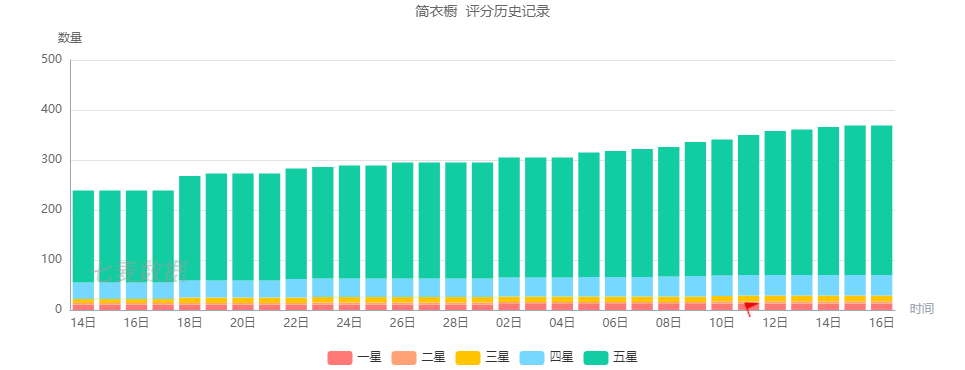 简衣橱 评分历史记录
数量
500
400
300
200
100
0
七麦数据
14日 16日 18日 20日 22日 24日 26日 28日 02日 04日 06日 08日 10日 12日 14日 16日 时间
一星 二星 三星 四星 五星